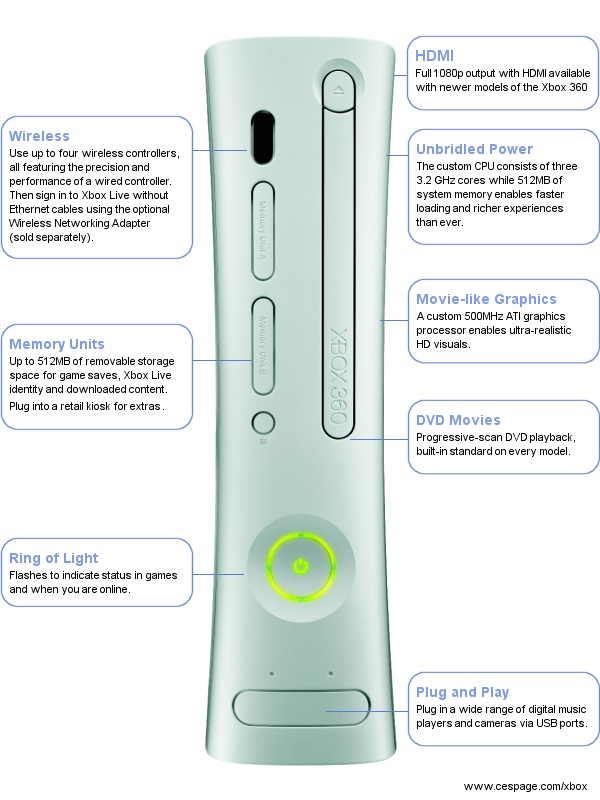 HDMI
Full 1080p output with HDMI available
with newer models of the Xbox 360
Wireless
Use up to four wireless controllers,
all featuring the precision and
performance of a wired controller.
Then sign in to Xbox Live without
Ethernet cables using the optional
Wireless Networking Adapter
(sold separately).
Unbridled Power
The custom CPU consists of three
3.2 GHz cores while 512MB of
system memory enables faster
loading and richer experiences
than ever.
Memory Unit A
Movie-like Graphics
A custom 500MHz ATI graphics
processor enables ultra-realistic
HD visuals.
Memory Units
Up to 512MB of removable storage
space for game saves, Xbox Live
identity and downloaded content.
Plug into a retail kiosk for extras.
Memory Unit B
XBOX 360
DVD Movies
Progressive-scan DVD playback,
built-in standard on every model.
Ring of Light
Flashes to indicate status in games
and when you are online.
Plug and Play
Plug in a wide range of digital music
players and cameras via USB ports.
www.cespage.com/xbox